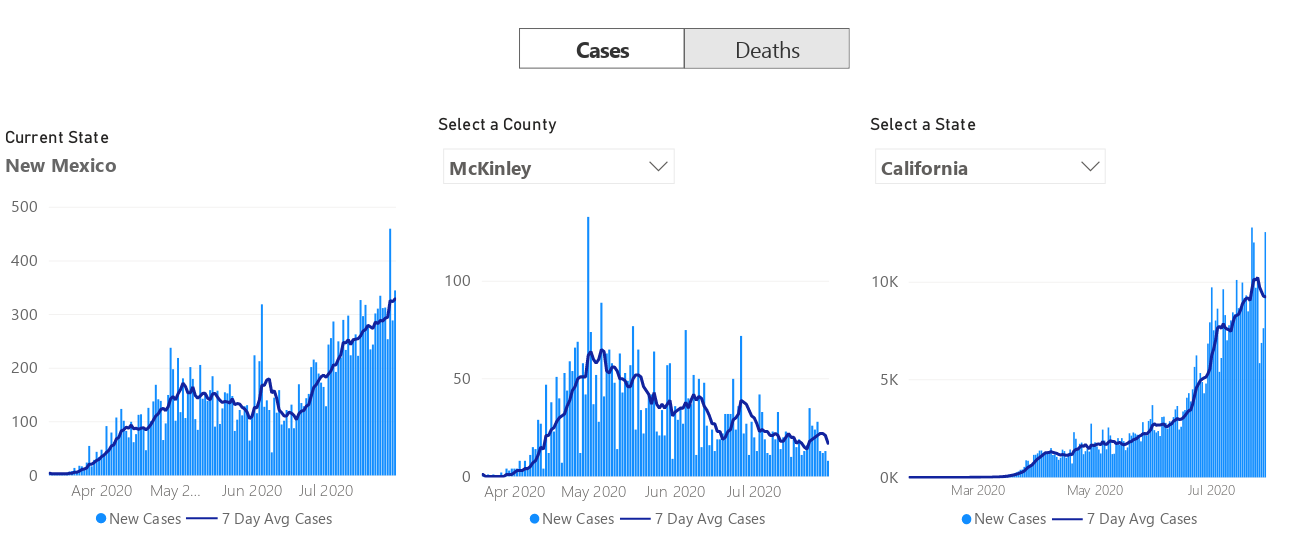 Cases Deaths
Current State
New Mexico
500
400
300
200
100
0
Apr 2020 May 2... Jun 2020 Jul 2020
New Cases 7 Day Avg Cases
Select a County
McKinley
100
50
0
Apr 2020 May 2020 Jun 2020 Jul 2020
New Cases 7 Day Avg Cases
Select a State
California
10K
5K
0K
Mar 2020 May 2020 Jul 2020
New Cases 7 Day Avg Cases